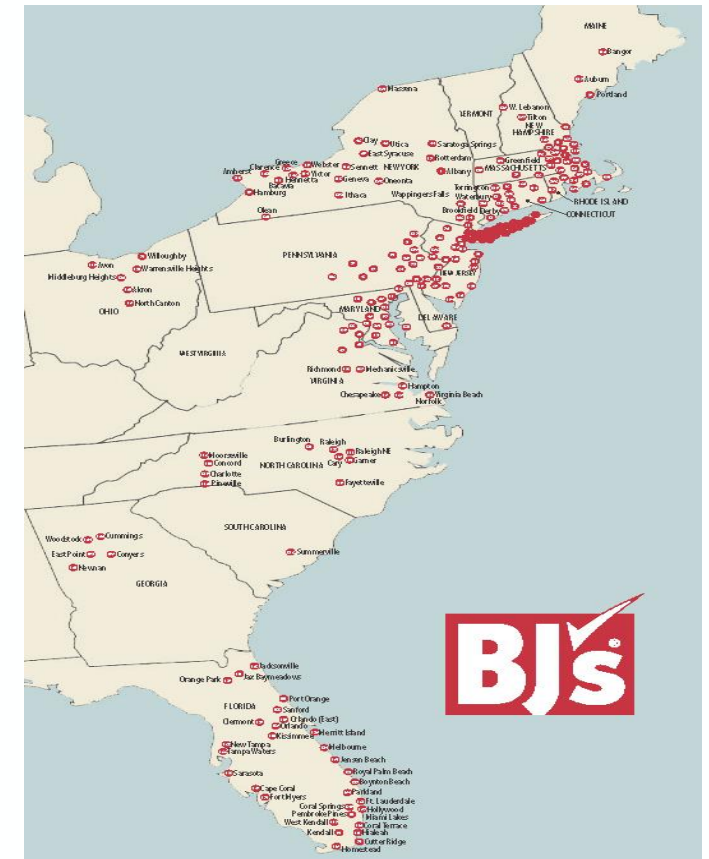 MAINE
Bangor
Auburn
Portland
Massena
VERMONT
W. Lebanon
Tilton
NEW
HAMPSHIRE
Clay
Utica
Saratoga Springs
East Syracuse
Rotterdam
Greenfield
MASSACHUSETTS
Greece
Webster
Clarence
Sennett
NEW YORK
Amherst
Victor
Albany
Henrietta
Geneva
Oneonta
Batavia
Hamburg
Ithaca
Wappingers Falls
Torrington
Waterbury
RHODE ISLAND
Olean
Brookfield
Derby
CONNECTICUT
PENNSYLVANIA
Willoughby
Avon
Warrensville Heights
Middleburg Heights
NEW JERSEY
Akron
North Canton
OHIO
MARYLAND
DELAWARE
WEST VIRGINIA
Richmond
Mechanicsville
VIRGINIA
Hampton
Chesapeake
Virginia Beach
Norfolk
Burlington
Raleigh
Mooresville
Raleigh NE
Concord
NORTH CAROLINA
Cary
Garner
Charlotte
Pineville
Fayetteville
SOUTH CAROLINA
Woodstock
Cummings
East Point
Conyers
Summerville
Newnan
GEORGIA
Jacksonville
Jax Baymeadows
Orange Park
Port Orange
FLORIDA
Sanford
Clermont
Orlando (East)
Orlando
Merritt Island
Kissimmee
New Tampa
Melbourne
Tampa Waters
Jensen Beach
Sarasota
Royal Palm Beach
Boynton Beach
Cape Coral
Parkland
Fort Myers
Ft. Lauderdale
Coral Springs
Hollywood
Pembroke Pines
Miami Lakes
West Kendall
Coral Terrace
Kendall
Hialeah
Cutter Ridge
Homestead
BJ's